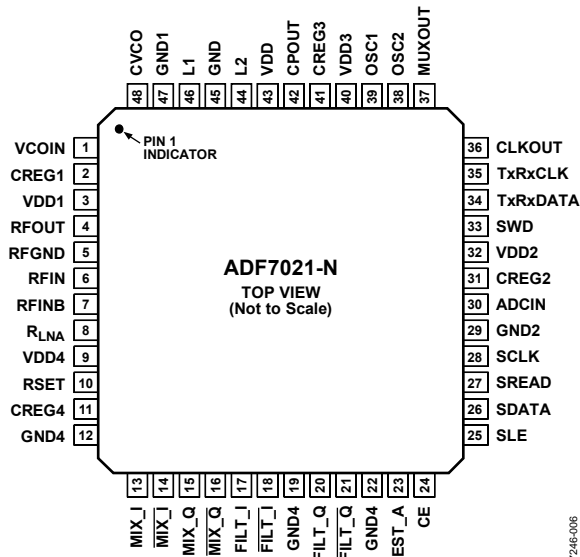 48 CVCO
47 GND1
46 L1
45 GND
44 L2
43 VDD
42 CPOUT
41 CREG3
40 VDD3
39 OSC1
38 OSC2
37 MUXOUT
PIN 1
INDICATOR
VCOIN 1
CREG1 2
VDD1 3
RFOUT 4
RFGND 5
RFIN 6
RFINB 7
RLNA 8
VDD4 9
RSET 10
CREG4 11
GND4 12
ADF7021-N
TOP VIEW
(Not to Scale)
36 CLKOUT
35 TxRxCLK
34 TxRxDATA
33 SWD
32 VDD2
31 CREG2
30 ADCIN
29 GND2
28 SCLK
27 SREAD
26 SDATA
25 SLE
13 MIX_I
14 MIX_I
15 MIX_Q
16 MIX_Q
17 FILT_I
18 FILT_I
19 GND4
20 FILT_Q
21 FILT_Q
22 GND4
23 EST_A
24 CE
7246-006